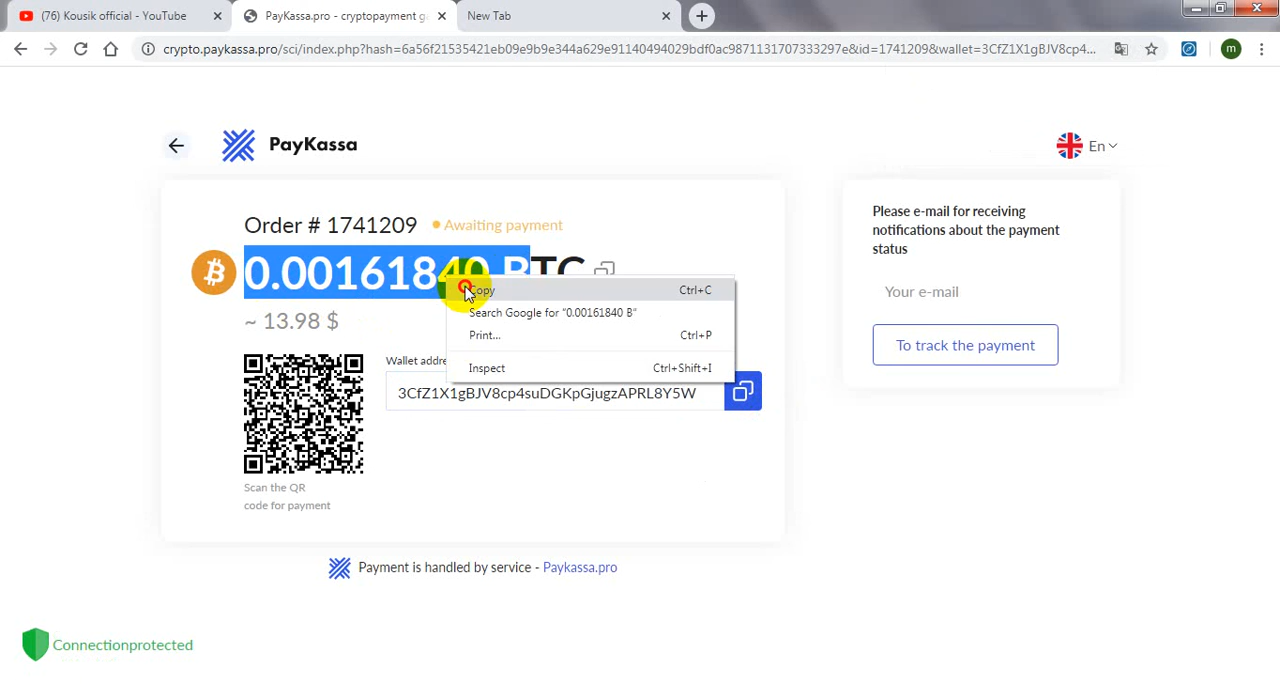 (76) Kousik official - YouTube
PayKassa.pro - cryptopayment ga
New Tab
crypto.paykassa.pro/sci/index.php?hash=6a56f21535421eb09e9b9e344a629e91140494029bdf0ac9871131707333297e&id=1741209&wallet=3CfZ1X1gBJV8cp4...
m
PayKassa
En
Order # 1741209
Awaiting payment
0.00161840 BTC
~ 13.98 $
Copy Ctrl+C
Search Google for “0.00161840 B”
Print... Ctrl+P
Inspect Ctrl+Shift+I
Wallet addre
3CfZ1X1gBJV8cp4suDGKpGjugzAPRL8Y5W
Scan the QR
code for payment
Please e-mail for receiving
notifications about the payment
status
Your e-mail
To track the payment
Payment is handled by service - Paykassa.pro
Connectionprotected